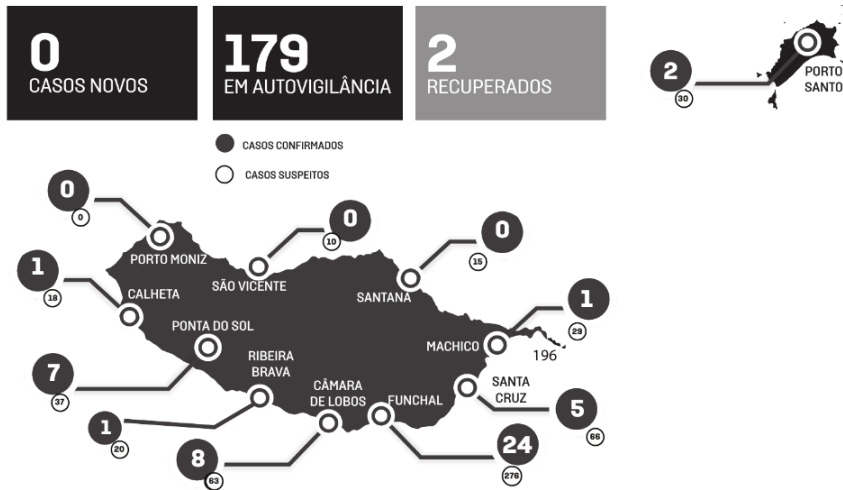 0
CASOS NOVOS
179
EM AUTOVIGILÂNCIA
2
RECUPERADOS
2
30
PORTO
SANTO
CASOS CONFIRMADOS
CASOS SUSPEITOS
0
0
PORTO MONIZ
0
10
SÃO VICENTE
0
15
SANTANA
1
18
CALHETA
1
29
MACHICO
196
7
37
PONTA DO SOL
1
20
RIBEIRA
BRAVA
8
63
CÂMARA
DE LOBOS
24
276
FUNCHAL
5
66
SANTA
CRUZ